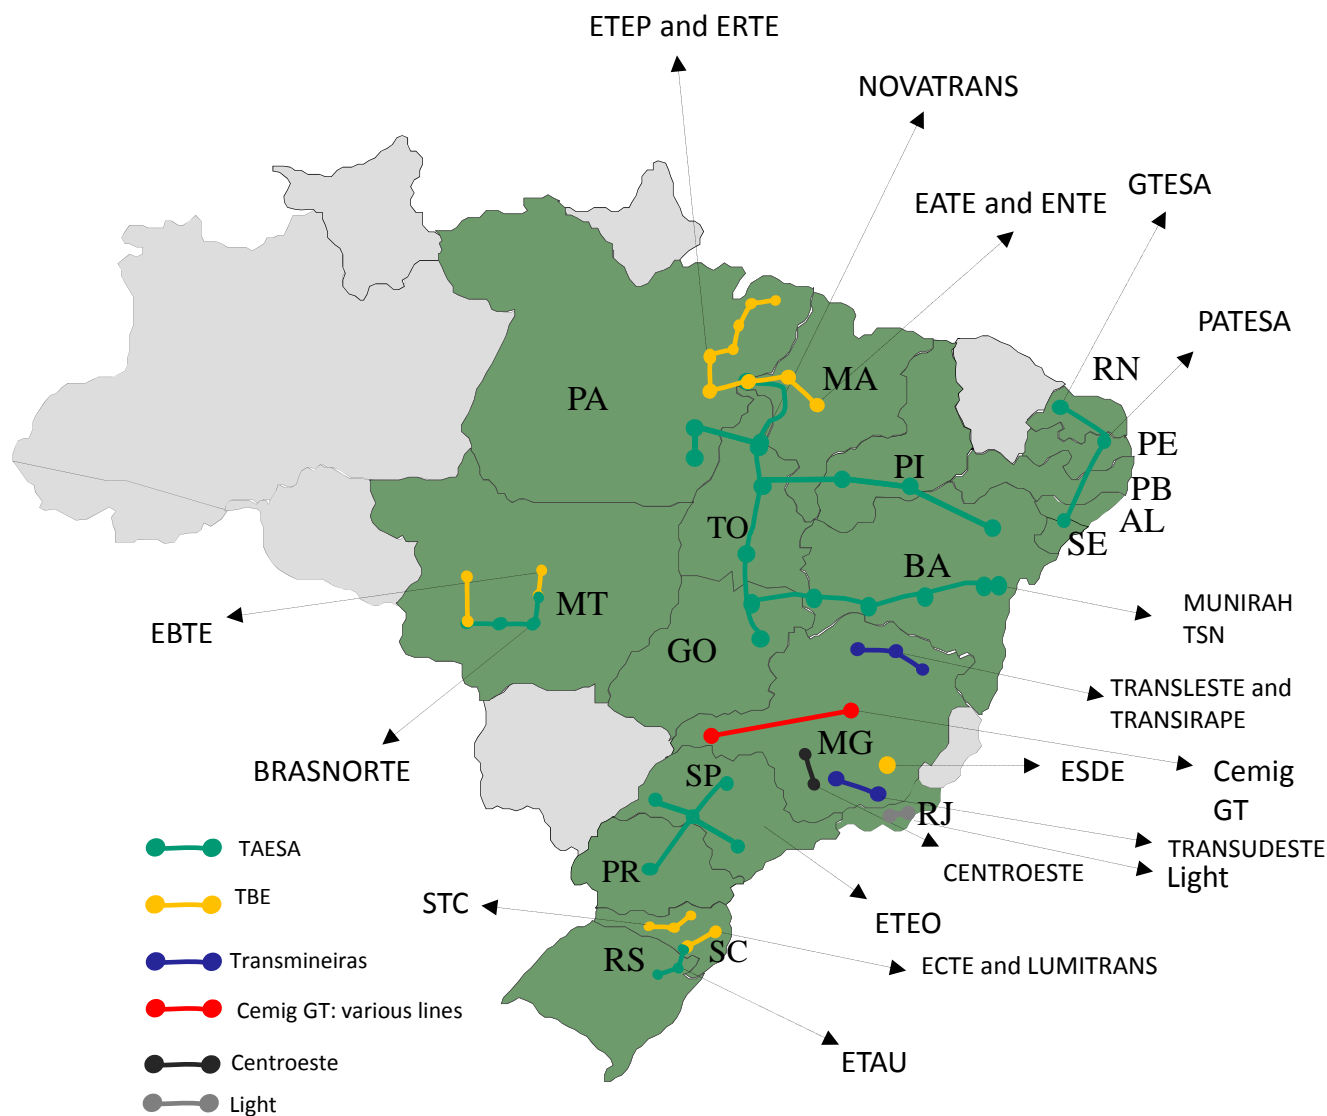 ETEP and ERTE
NOVATRANS
GTESA
EATE and ENTE
PATESA
RN
MA
PA
PE
PI
PB
AL
TO
SE
BA
MT
MUNIRAH
TSN
EBTE
GO
TRANSLESTE and
TRANSIRAPE
MG
BRASNORTE
SP
ESDE
Cemig
GT
RJ
TAESA
TRANSUDESTE
PR
CENTROESTE
Light
TBE
STC
ETEO
Transmineiras
RS
SC
ECTE and LUMITRANS
Cemig GT: various lines
ETAU
Centroeste
Light